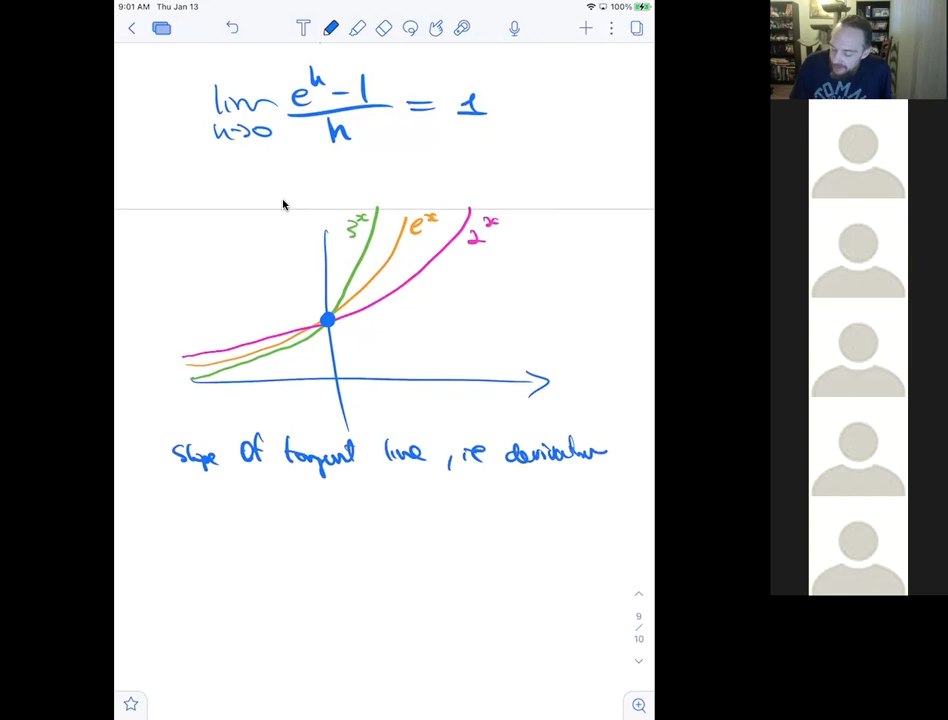 9:01 AM Thu Jan 13
100%
lim h→0 (e^h - 1)/h = 1
3^x e^x 2^x
slope of tangent line, ie derivative
9
/
10